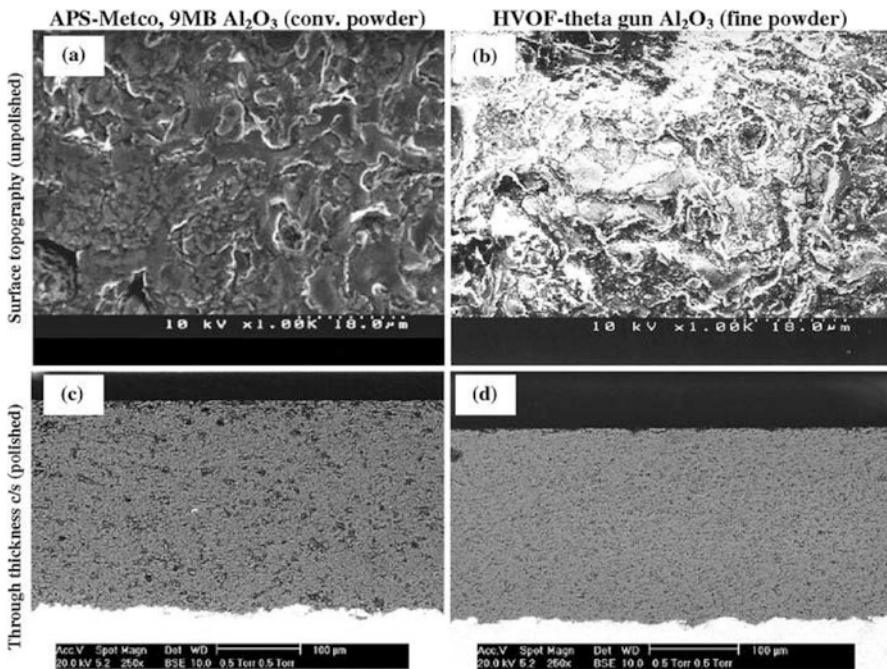 APS-Metco, 9MB Al₂O₃ (conv. powder)
HVOF-theta gun Al₂O₃ (fine powder)
Surface topography (unpolished)
(a)
10 kV x1.00K 18.0μm
(b)
10 kV x1.00K 18.0μm
Through thickness c/s (polished)
(c)
Acc.V Spot Magn Det WD 100 μm
20.0 kV 5.2 250x BSE 10.0 0.5 Torr 0.5 Torr
(d)
Acc.V Spot Magn Det WD 100 μm
20.0 kV 5.2 250x BSE 10.0 0.5 Torr 0.5 Torr